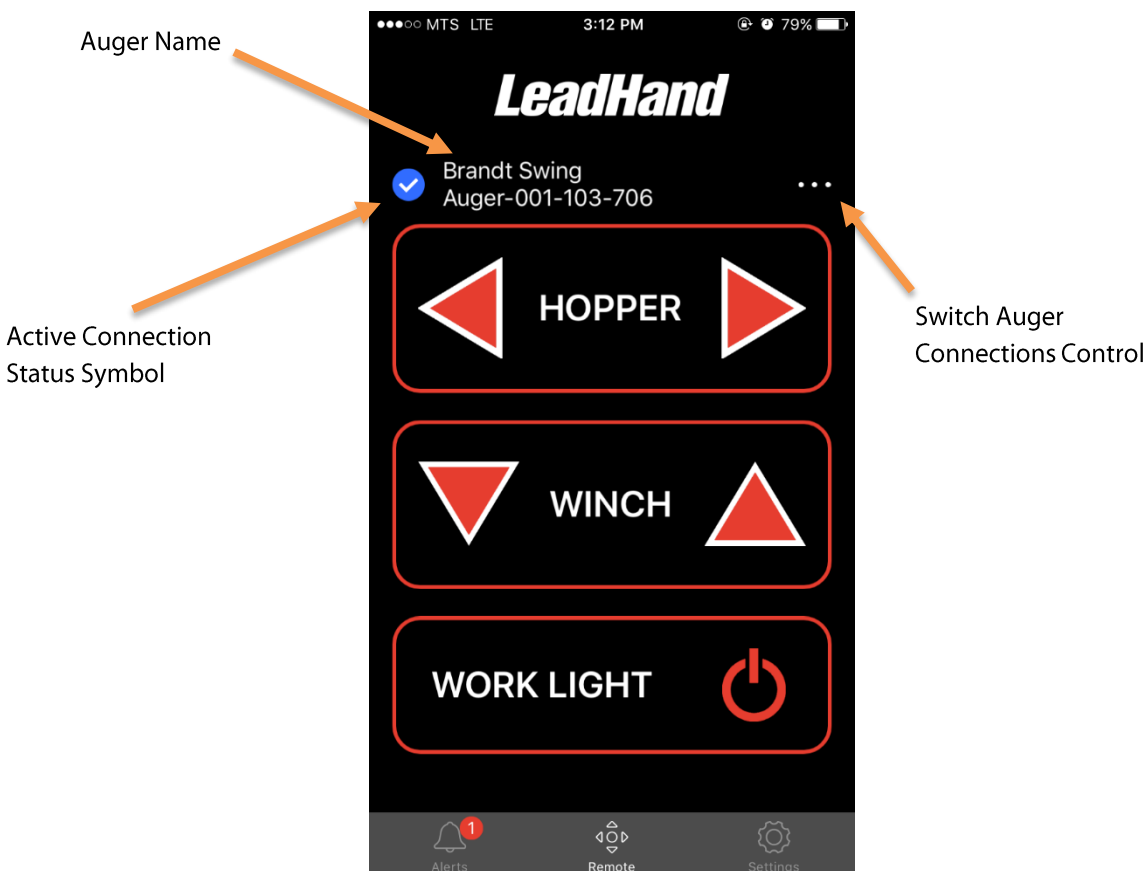 Auger Name
MTS LTE 3:12 PM 79%
LeadHand
Brandt Swing
Auger-001-103-706
Active Connection
Status Symbol
Switch Auger
Connections Control
HOPPER
WINCH
WORK LIGHT
1
Alerts Remote Settings